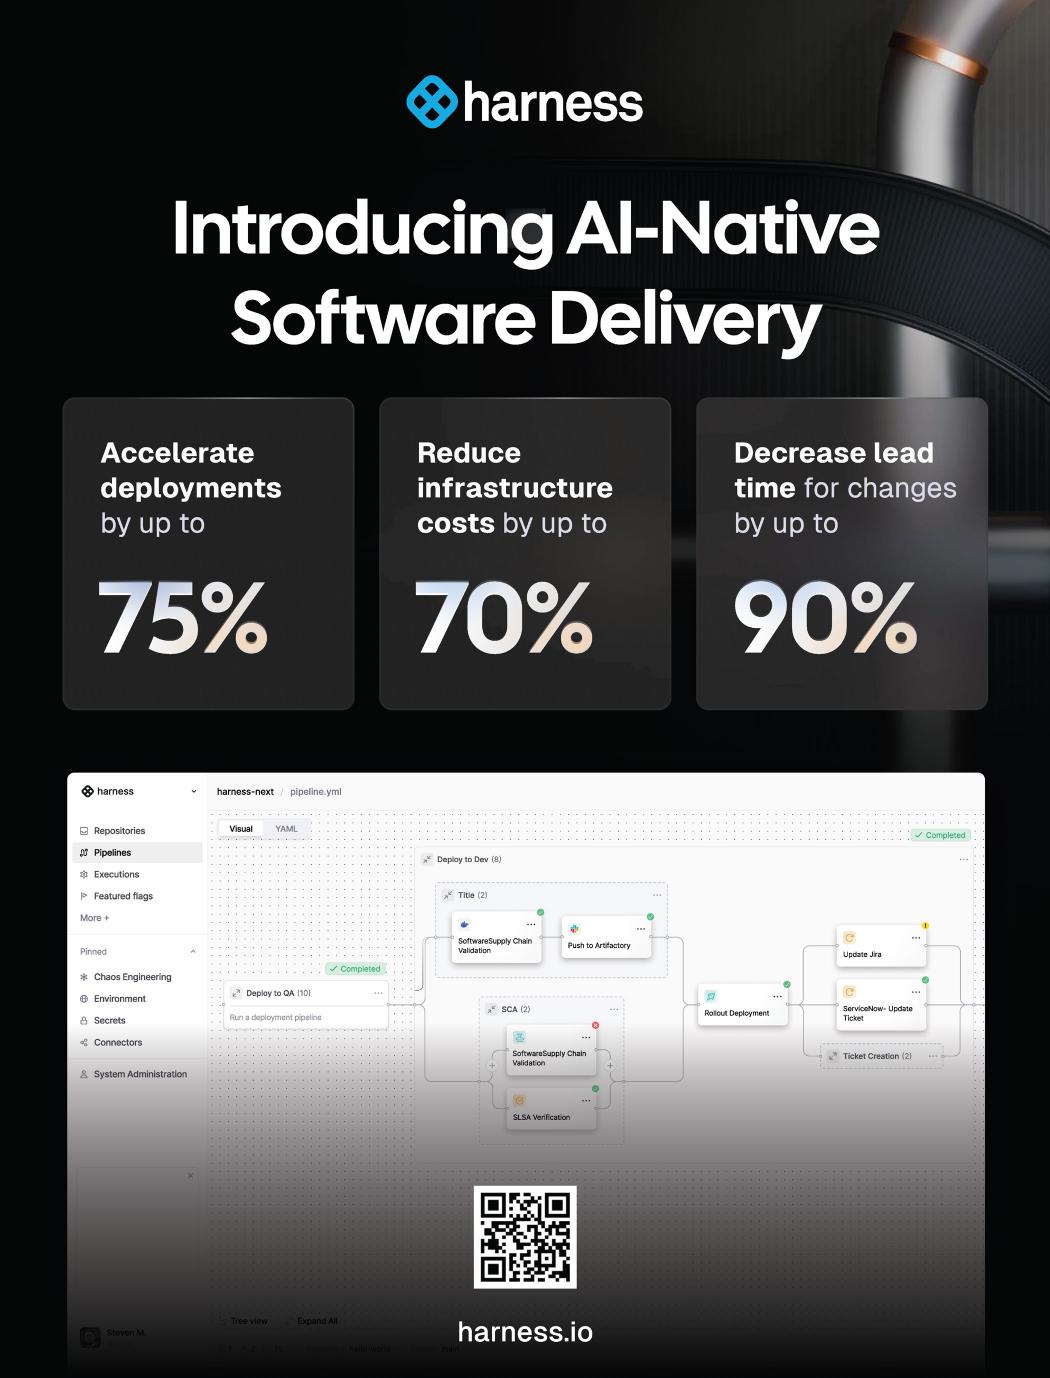 harness
Introducing AI-Native
Software Delivery
Accelerate
deployments
by up to
75%
Reduce
infrastructure
costs by up to
70%
Decrease lead
time for changes
by up to
90%
harness
harness-next / pipeline.yml
Repositories
Pipelines
Executions
Featured flags
More +
Pinned
Chaos Engineering
Environment
Secrets
Connectors
System Administration
Visual YAML
Completed
Deploy to Dev (8)
Title (2)
SoftwareSupply Chain
Validation
Push to Artifactory
Completed
Deploy to QA (10)
Run a deployment pipeline
SCA (2)
SoftwareSupply Chain
Validation
SLSA Verification
Rollout Deployment
Update Jira
ServiceNow- Update
Ticket
Ticket Creation (2)
Tree view Expand All
Steven M.
hello-world
main
harness.io